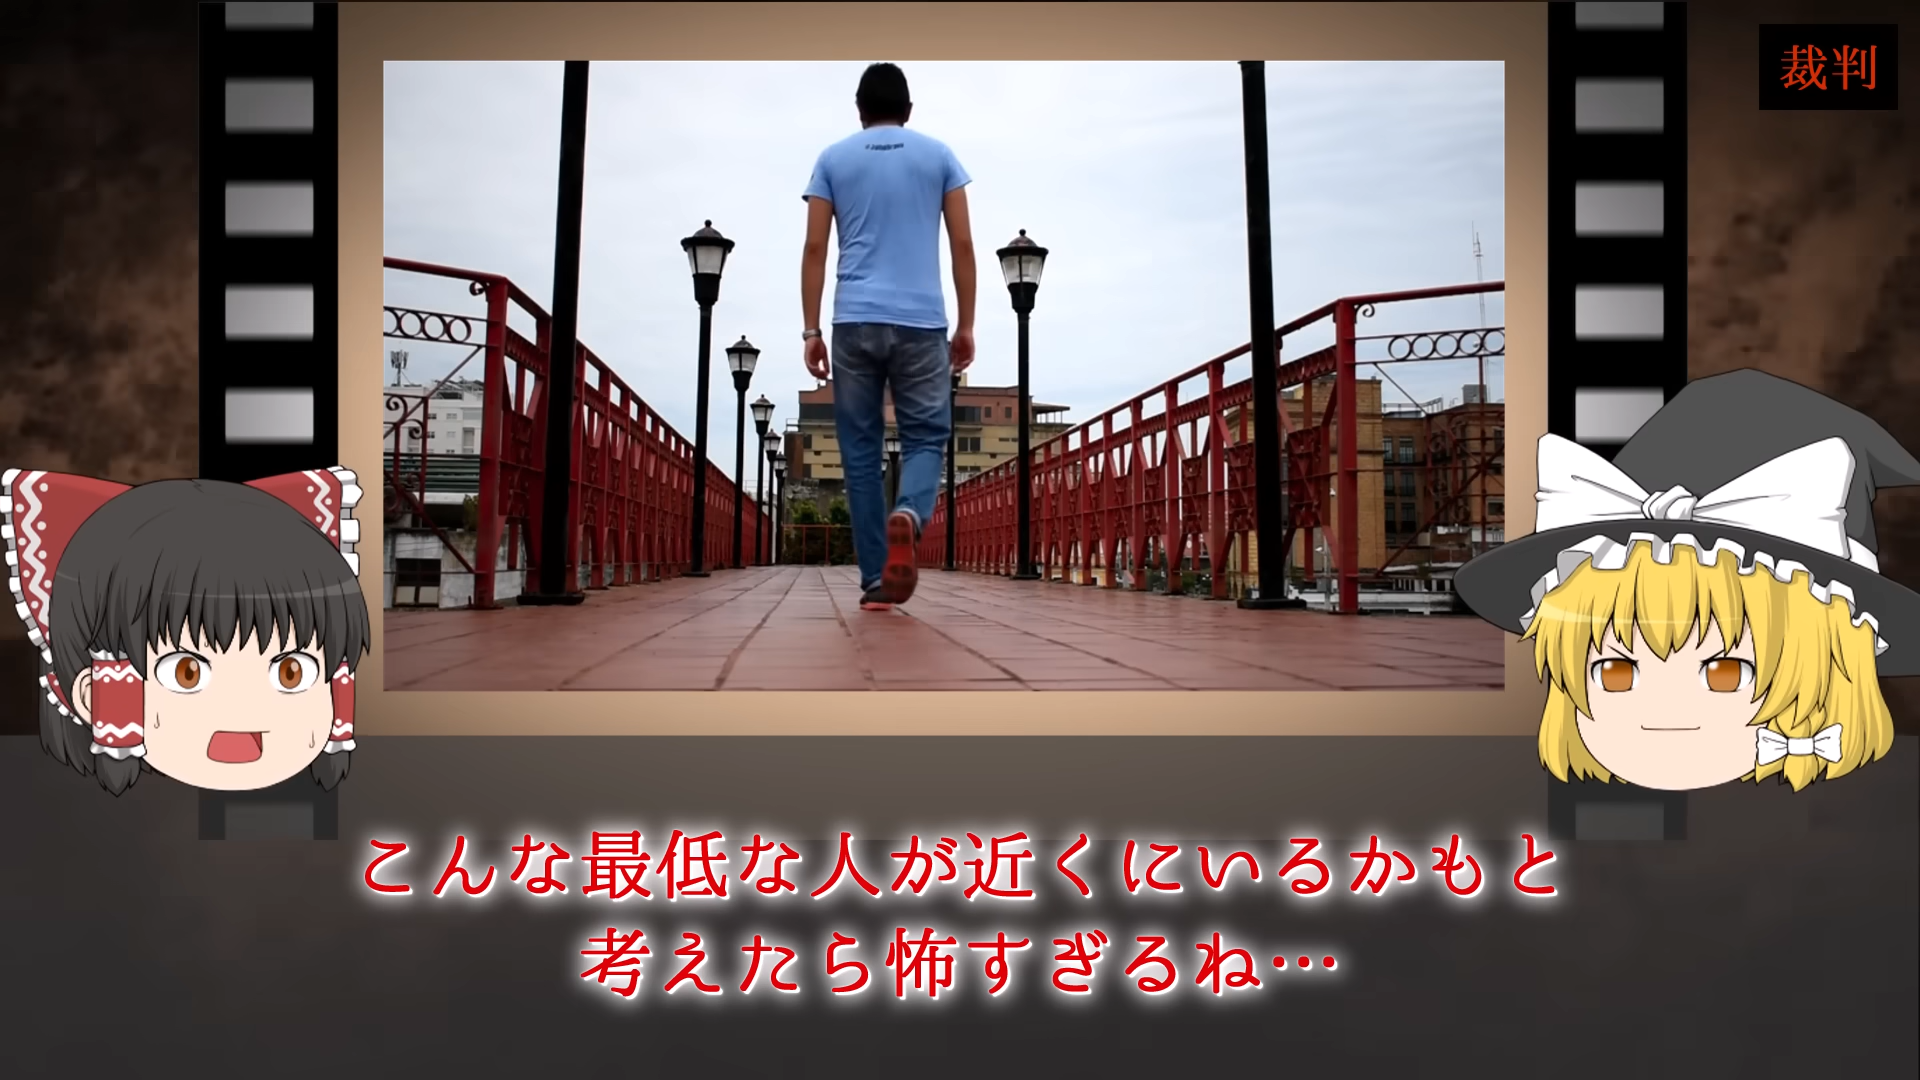 裁判
こんな最低な人が近くにいるかもと
考えたら怖すぎるね…